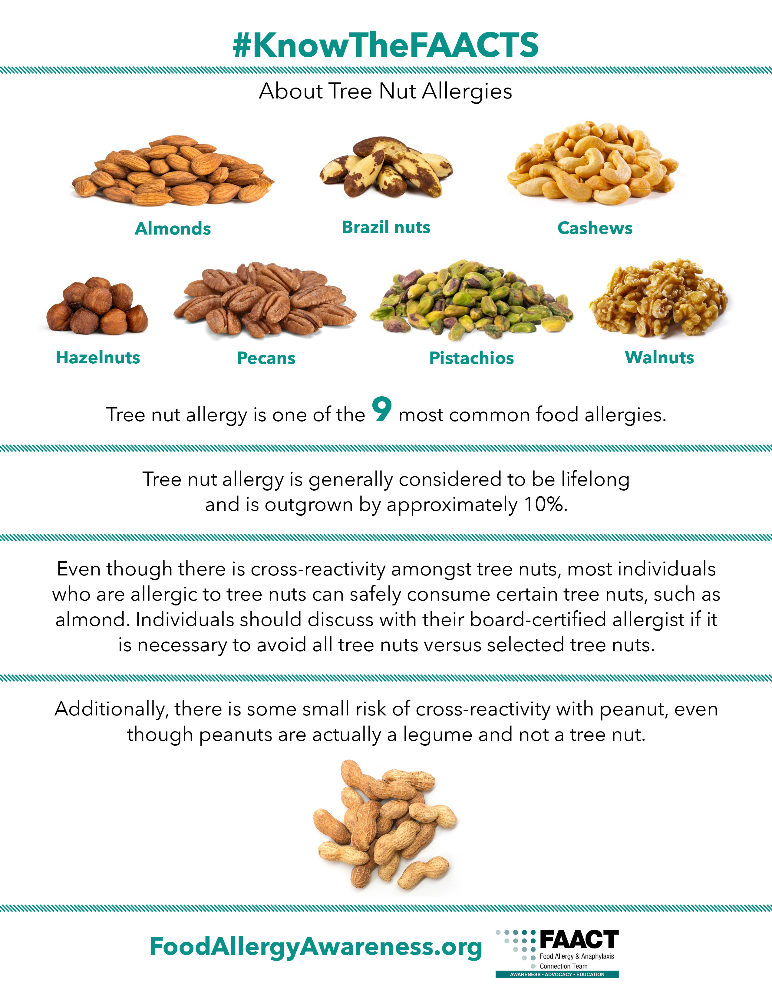 #KnowTheFAACTS
About Tree Nut Allergies
Almonds
Brazil nuts
Cashews
Hazelnuts
Pecans
Pistachios
Walnuts
Tree nut allergy is one of the 9 most common food allergies.
Tree nut allergy is generally considered to be lifelong
and is outgrown by approximately 10%.
Even though there is cross-reactivity amongst tree nuts, most individuals
who are allergic to tree nuts can safely consume certain tree nuts, such as
almond. Individuals should discuss with their board-certified allergist if it
is necessary to avoid all tree nuts versus selected tree nuts.
Additionally, there is some small risk of cross-reactivity with peanut, even
though peanuts are actually a legume and not a tree nut.
FoodAllergyAwareness.org
FAACT
Food Allergy & Anaphylaxis
Connection Team
AWARENESS • ADVOCACY • EDUCATION